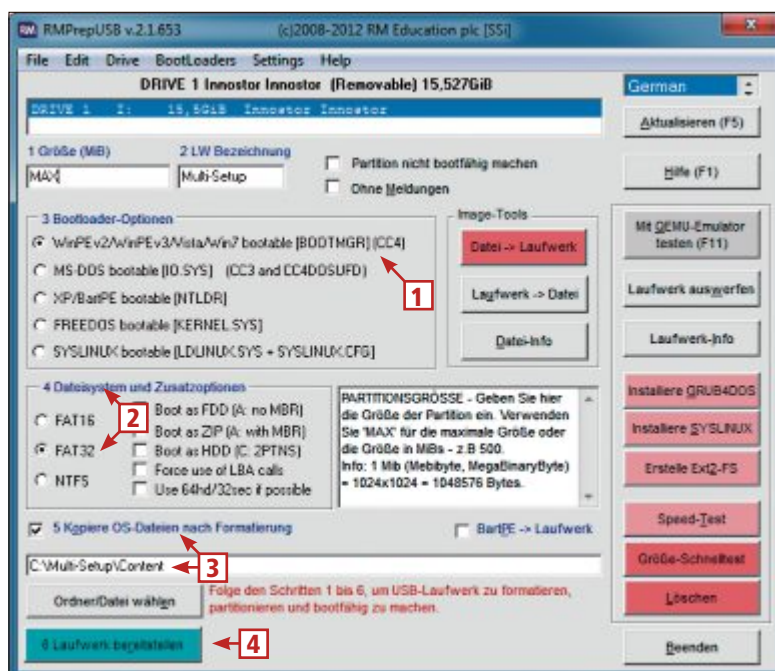 RMPrepUSB v.2.1.653 (c)2008-2012 RM Education plc [SSi]
File Edit Drive BootLoaders Settings Help
DRIVE 1 Innostor Innostor (Removable) 15,527GiB
German
DRIVE 1 I: 15,5GiB Innostor Innostor
Aktualisieren (F5)
1 Größe (MiB)
2 LW Bezeichnung
MAX
Multi-Setup
Partition nicht bootfähig machen
Ohne Meldungen
Hilfe (F1)
3 Bootloader-Optionen
WinPEv2/WinPEv3/Vista/Win7 bootable [BOOTMGR] (CC4)
MS-DOS bootable [IO.SYS] (CC3 and CC4DOSUFD)
XP/BartPE bootable [NTLDR]
FREEDOS bootable [KERNEL.SYS]
SYSLINUX bootable [LDLINUX.SYS + SYSLINUX.CFG]
1
Image-Tools
Datei -> Laufwerk
Laufwerk -> Datei
Datei-Info
Mit QEMU-Emulator
testen (F11)
Laufwerk auswerfen
Laufwerk-Info
4 Dateisystem und Zusatzoptionen
FAT16
FAT32
NTFS
2
Boot as FDD (A: no MBR)
Boot as ZIP (A: with MBR)
Boot as HDD (C: 2PTNS)
Force use of LBA calls
Use 64hd/32sec if possible
PARTITIONSGRÖSSE - Geben Sie hier
die Größe der Partition ein. Verwenden
Sie 'MAX' für die maximale Größe oder
die Größe in MiBs - z.B 500.
Info: 1 Mib (Mebibyte, MegaBinaryByte)
= 1024x1024 = 1048576 Bytes.
Installiere GRUB4DOS
Installiere SYSLINUX
Erstelle Ext2-FS
5 Kopiere OS-Dateien nach Formatierung
BartPE -> Laufwerk
Speed-Test
C:\Multi-Setup\Content
3
Größe-Schnelltest
Ordner/Datei wählen
Folge den Schritten 1 bis 6, um USB-Laufwerk zu formatieren,
partitionieren und bootfähig zu machen.
Löschen
6 Laufwerk bereitstellen
4
Beenden